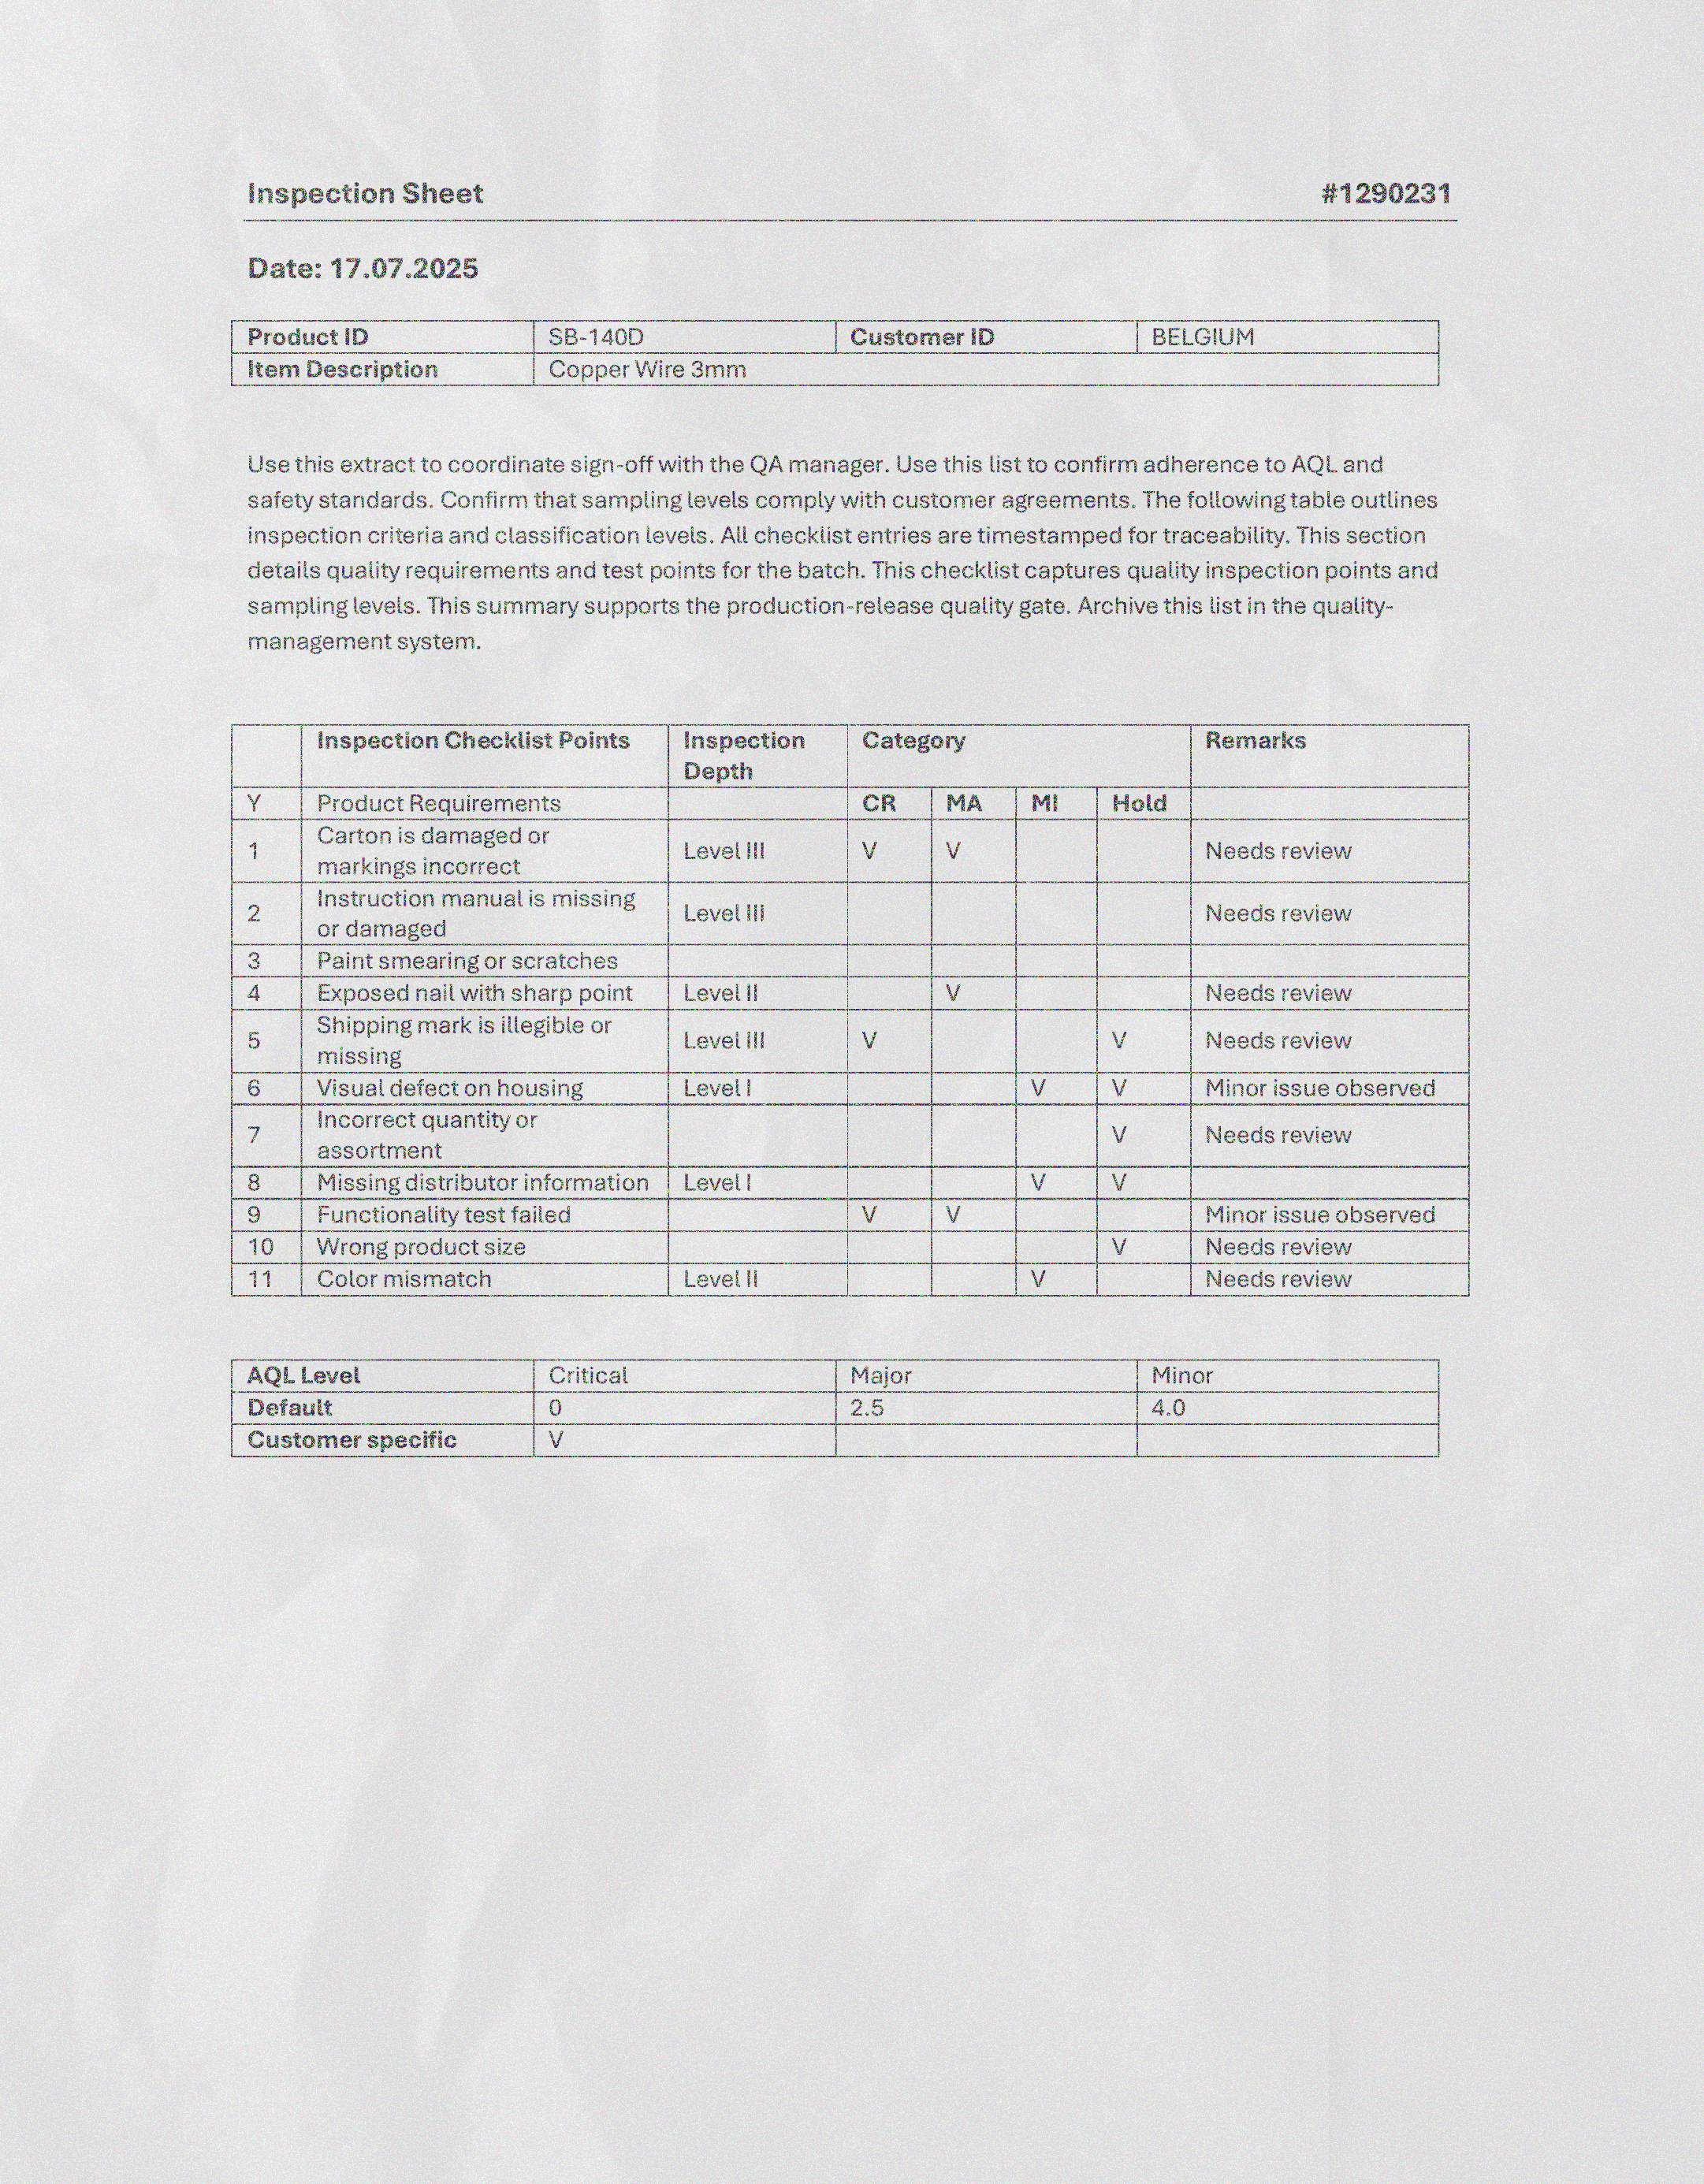 Inspection Sheet #1290231
Date: 17.07.2025
Product ID SB-140D Customer ID BELGIUM
Item Description Copper Wire 3mm
Use this extract to coordinate sign-off with the QA manager. Use this list to confirm adherence to AQL and
safety standards. Confirm that sampling levels comply with customer agreements. The following table outlines
inspection criteria and classification levels. All checklist entries are timestamped for traceability. This section
details quality requirements and test points for the batch. This checklist captures quality inspection points and
sampling levels. This summary supports the production-release quality gate. Archive this list in the quality-
management system.
Inspection Checklist Points Inspection Depth Category Remarks
Y Product Requirements CR MA MI Hold
1 Carton is damaged or markings incorrect Level III V V Needs review
2 Instruction manual is missing or damaged Level III Needs review
3 Paint smearing or scratches
4 Exposed nail with sharp point Level II V Needs review
5 Shipping mark is illegible or missing Level III V V Needs review
6 Visual defect on housing Level I V V Minor issue observed
7 Incorrect quantity or assortment V Needs review
8 Missing distributor information Level I V V
9 Functionality test failed V V Minor issue observed
10 Wrong product size V Needs review
11 Color mismatch Level II V Needs review
AQL Level Critical Major Minor
Default 0 2.5 4.0
Customer specific V